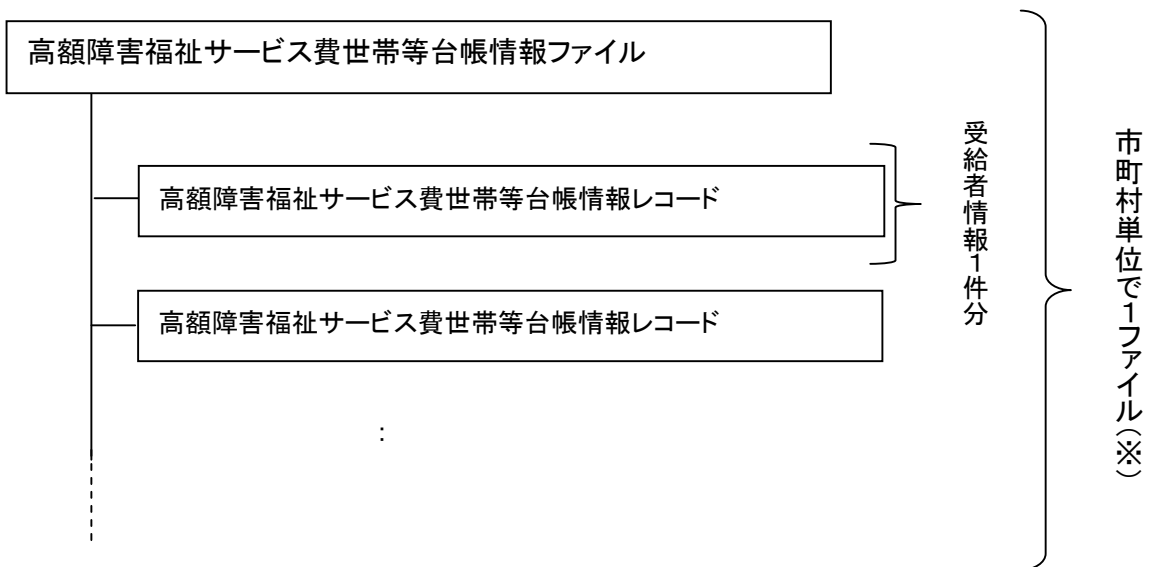 高額障害福祉サービス費世帯等台帳情報ファイル
高額障害福祉サービス費世帯等台帳情報レコード
高額障害福祉サービス費世帯等台帳情報レコード
:
受給者情報1件分
市町村単位で1ファイル(※)